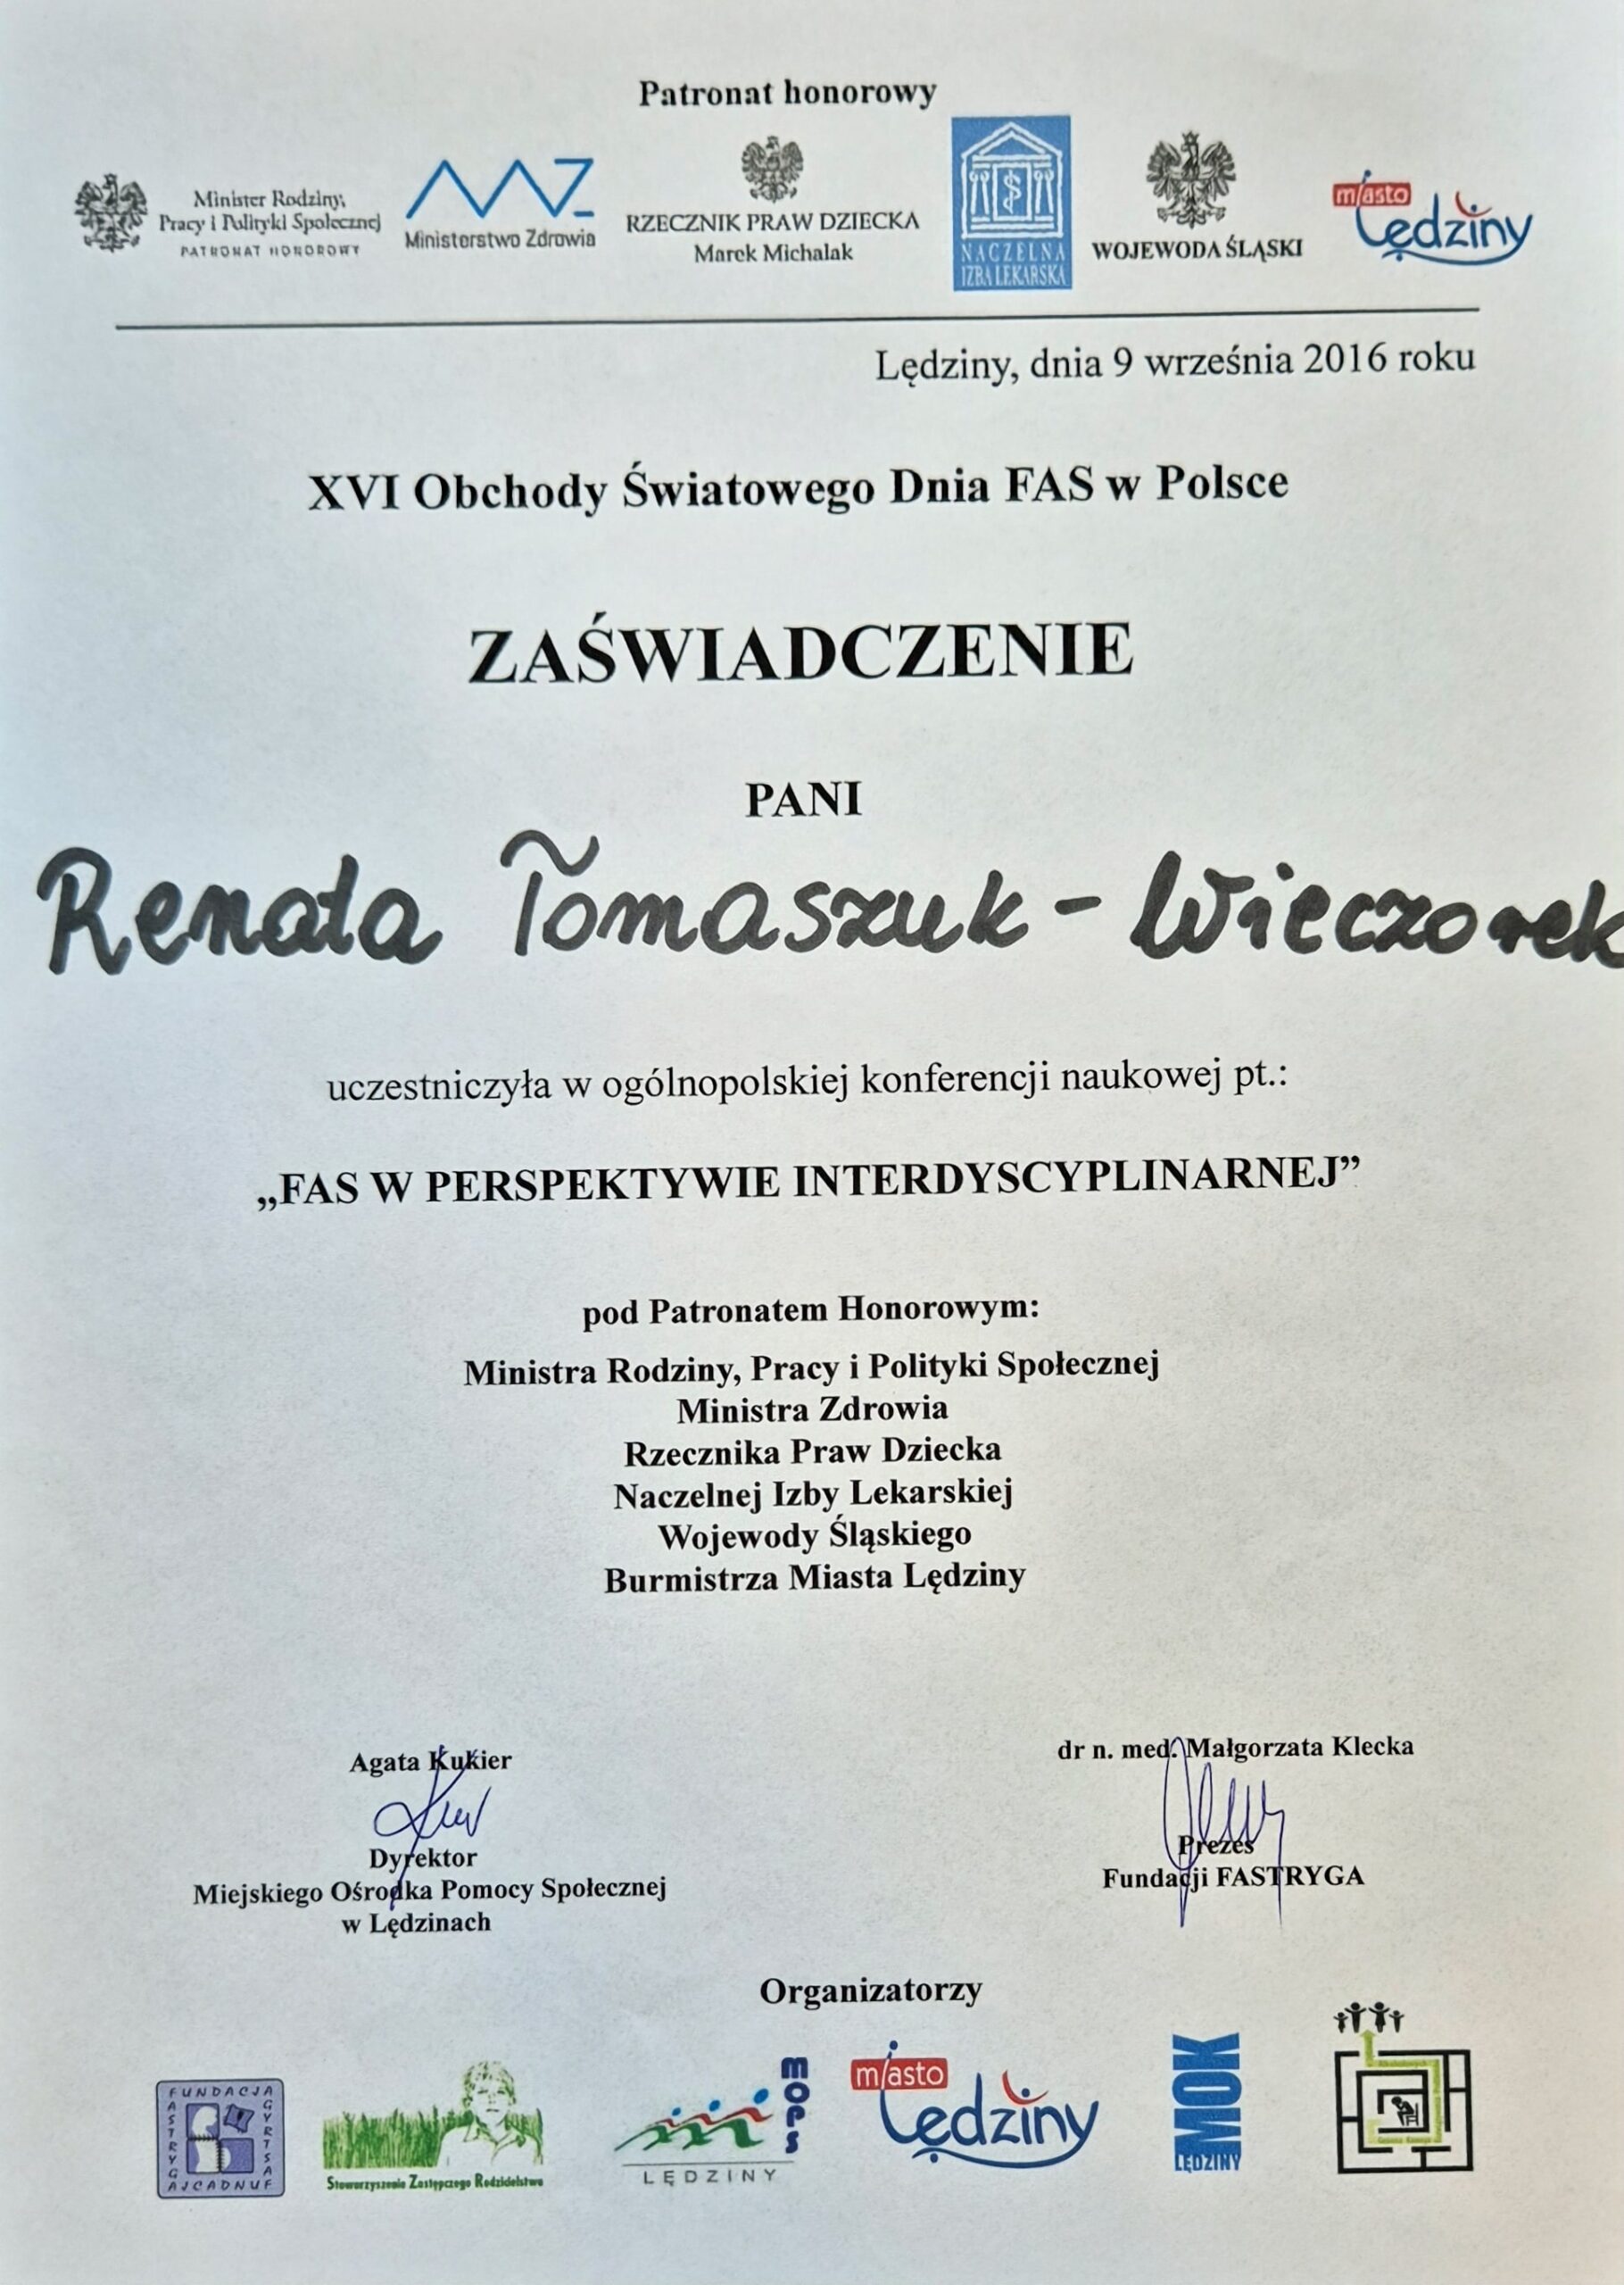 Patronat honorowy
Minister Rodziny,
Pracy i Polityki Społecznej
PATRONAT HONOROWY
MZ
Ministerstwo Zdrowia
RZECZNIK PRAW DZIECKA
Marek Michalak
NACZELNA
IZBA LEKARSKA
WOJEWODA ŚLĄSKI
miasto
Lędziny
Lędziny, dnia 9 września 2016 roku
XVI Obchody Światowego Dnia FAS w Polsce
ZAŚWIADCZENIE
PANI
Renata Tomaszuk - Wieczorek
uczestniczyła w ogólnopolskiej konferencji naukowej pt.:
„FAS W PERSPEKTYWIE INTERDYSCYPLINARNEJ”
pod Patronatem Honorowym:
Ministra Rodziny, Pracy i Polityki Społecznej
Ministra Zdrowia
Rzecznika Praw Dziecka
Naczelnej Izby Lekarskiej
Wojewody Śląskiego
Burmistrza Miasta Lędziny
Agata Kukier
Dyrektor
Miejskiego Ośrodka Pomocy Społecznej
w Lędzinach
dr n. med. Małgorzata Klecka
Prezes
Fundacji FASTRYGA
Organizatorzy
FUNDACJA
FASTRYGA
FASTRYGA
FUNDACJA
Stowarzyszenie Zastępczego Rodzicielstwa
MOPS
LĘDZINY
miasto
Lędziny
MOK
LĘDZINY